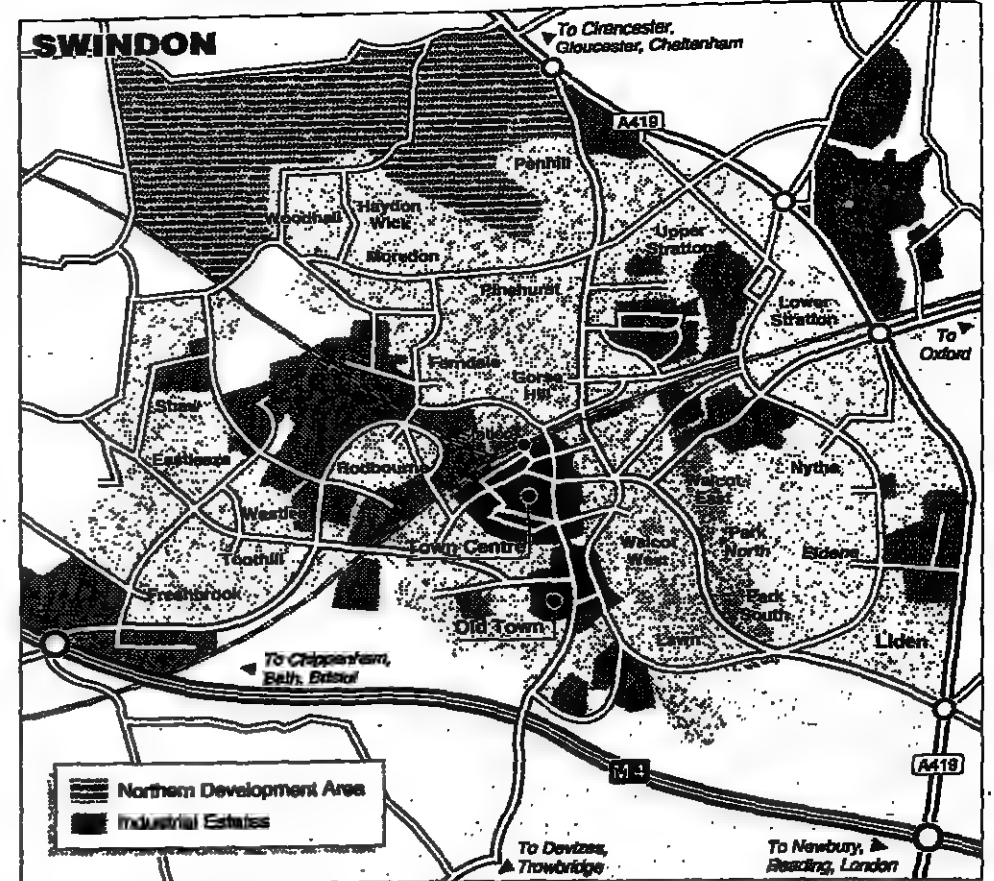 SWINDON
To Cirencester,
Gloucester, Cheltenham
A419
Penhill
Woodhall
Haydon
Wick
Upper
Stratton
Moredon
Pinehurst
Lower
Stratton
To
Oxford
Ferndale
Gorse
Hill
Shaw
Eastleaze
Rodbourne
Nythe
Walcot
East
Westlea
Town Centre
Walcot
West
Park
North
Eldene
Toothill
Freshbrook
Park
South
Old Town
Lawn
Liden
To Chippenham,
Bath, Bristol
M4
A419
Northern Development Area
Industrial Estates
To Devizes,
Trowbridge
To Newbury,
Reading, London